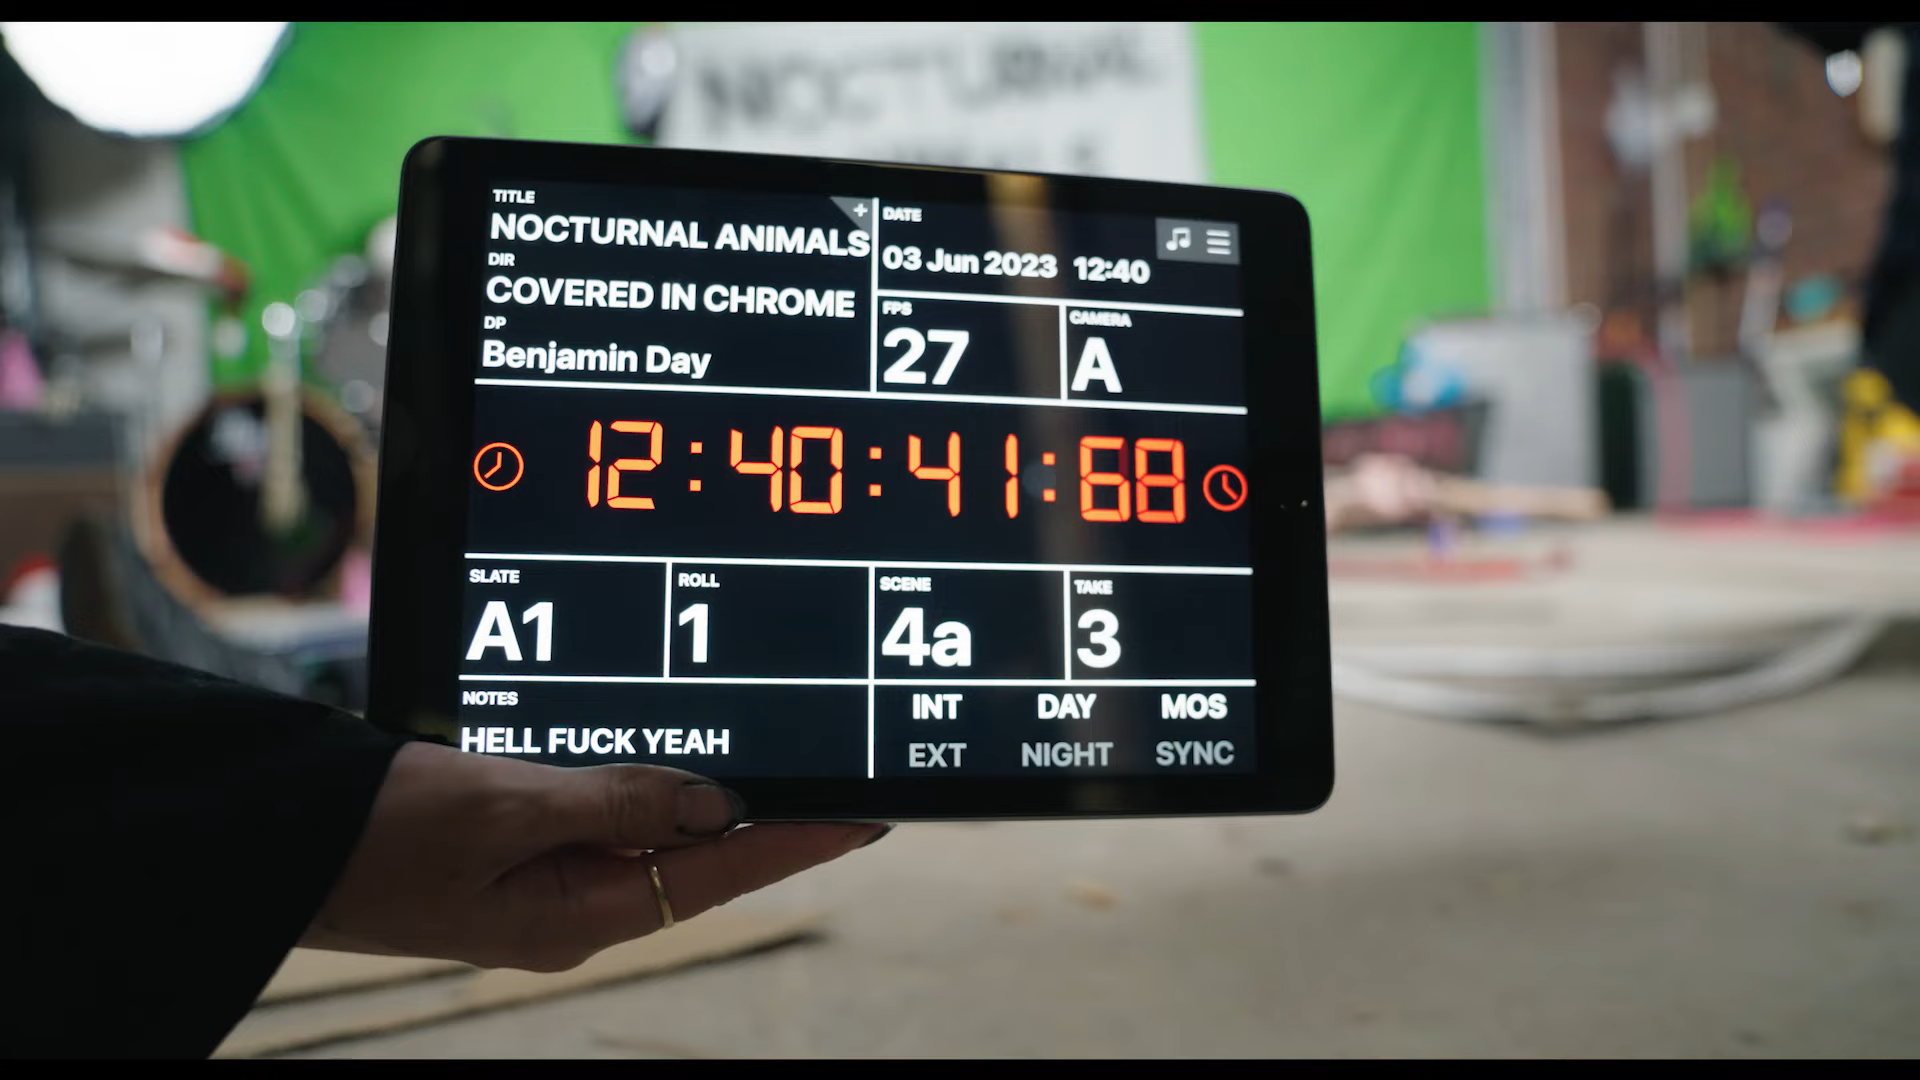 NOCTURNAL
TITLE
NOCTURNAL ANIMALS
DIR
COVERED IN CHROME
DP
Benjamin Day
DATE
03 Jun 2023 12:40
FPS
27
CAMERA
A
12:40:41:68
SLATE
A1
ROLL
1
SCENE
4a
TAKE
3
NOTES
HELL FUCK YEAH
INT DAY MOS
EXT NIGHT SYNC